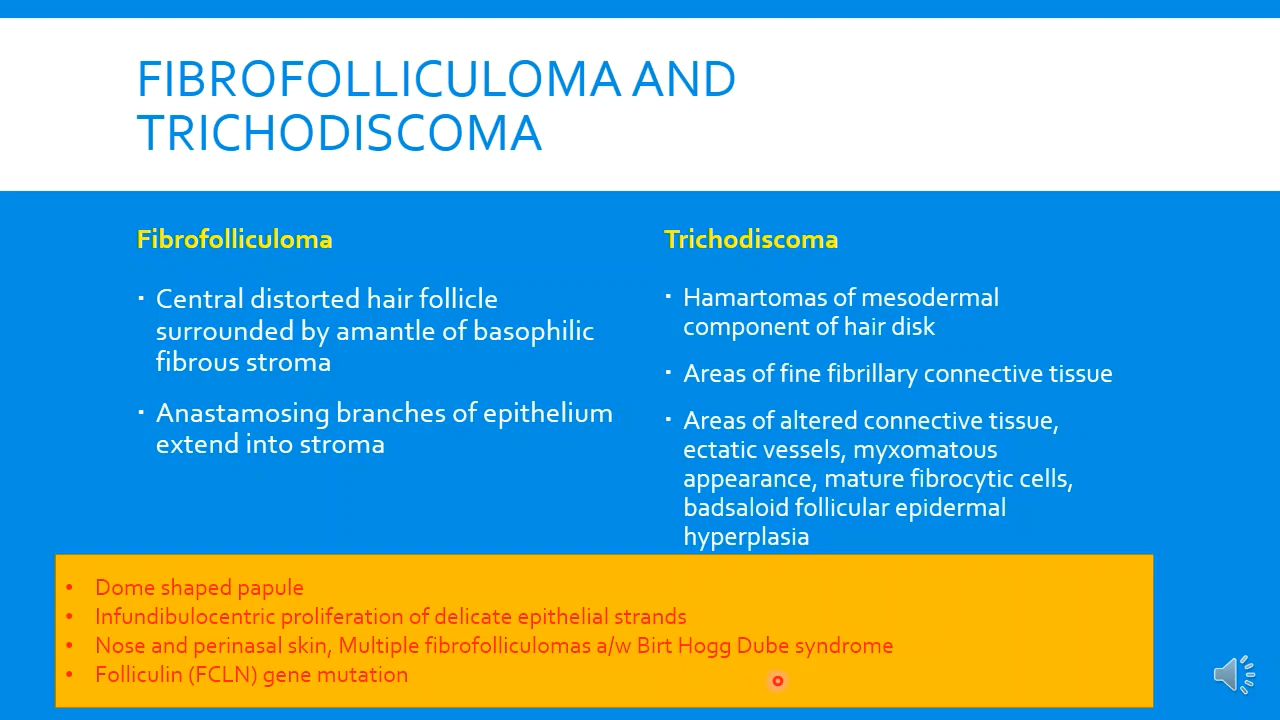 FIBROFOLLICULOMA AND
TRICHODISCOMA
Fibrofolliculoma
▪ Central distorted hair follicle
surrounded by amantle of basophilic
fibrous stroma
▪ Anastamosing branches of epithelium
extend into stroma
Trichodiscoma
▪ Hamartomas of mesodermal
component of hair disk
▪ Areas of fine fibrillary connective tissue
▪ Areas of altered connective tissue,
ectatic vessels, myxomatous
appearance, mature fibrocytic cells,
badsaloid follicular epidermal
hyperplasia
• Dome shaped papule
• Infundibulocentric proliferation of delicate epithelial strands
• Nose and perinasal skin, Multiple fibrofolliculomas a/w Birt Hogg Dube syndrome
• Folliculin (FCLN) gene mutation